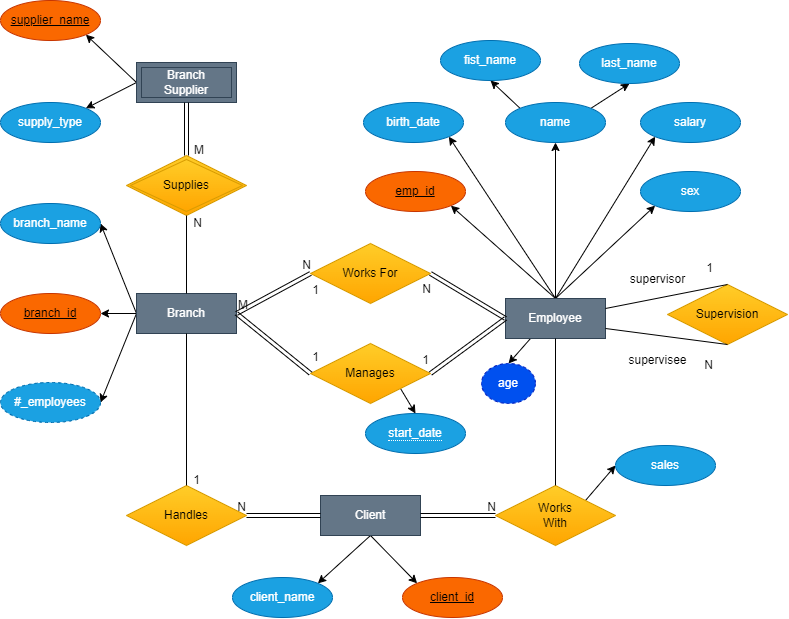 supplier_name
Branch
Supplier
fist_name
last_name
supply_type
birth_date
name
salary
M
Supplies
emp_id
sex
branch_name
N
N
Works For
1
N
supervisor
1
M
Branch
branch_id
Employee
Supervision
1
Manages
1
supervisee
N
age
#_employees
start_date
sales
1
Handles
N
Client
N
Works
With
client_name
client_id